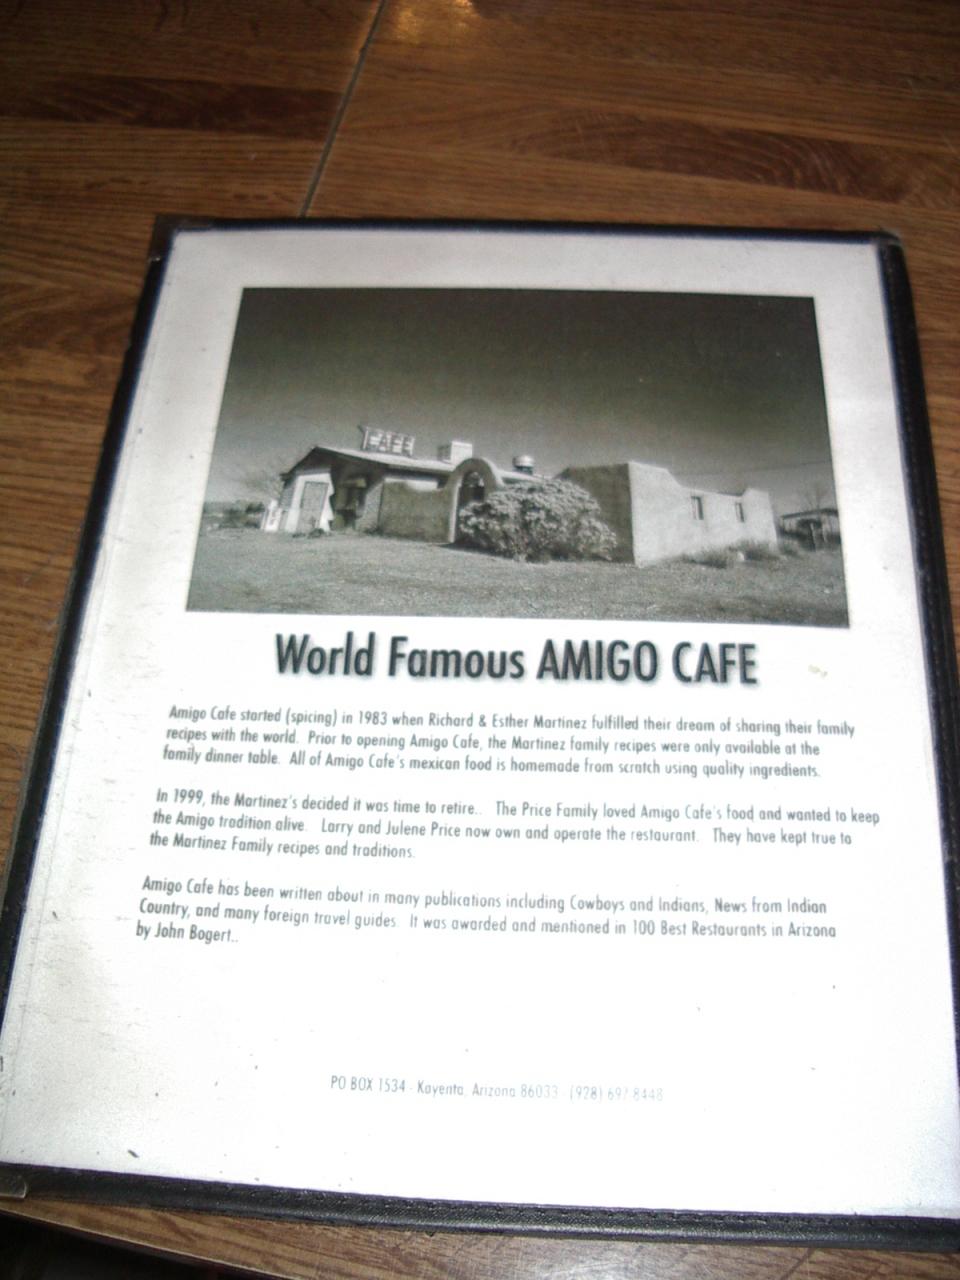 CAFE
World Famous AMIGO CAFE
Amigo Cafe started (spicing) in 1983 when Richard & Esther Martinez fulfilled their dream of sharing their family
recipes with the world. Prior to opening Amigo Cafe, the Martinez family recipes were only available at the
family dinner table. All of Amigo Cafe's mexican food is homemade from scratch using quality ingredients.
In 1999, the Martinez's decided it was time to retire.. The Price Family loved Amigo Cafe's food and wanted to keep
the Amigo tradition alive. Larry and Julene Price now own and operate the restaurant. They have kept true to
the Martinez Family recipes and traditions.
Amigo Cafe has been written about in many publications including Cowboys and Indians, News from Indian
Country, and many foreign travel guides. It was awarded and mentioned in 100 Best Restaurants in Arizona
by John Bogert..
PO BOX 1534 - Kayenta, Arizona 86033 - (928) 697-8448